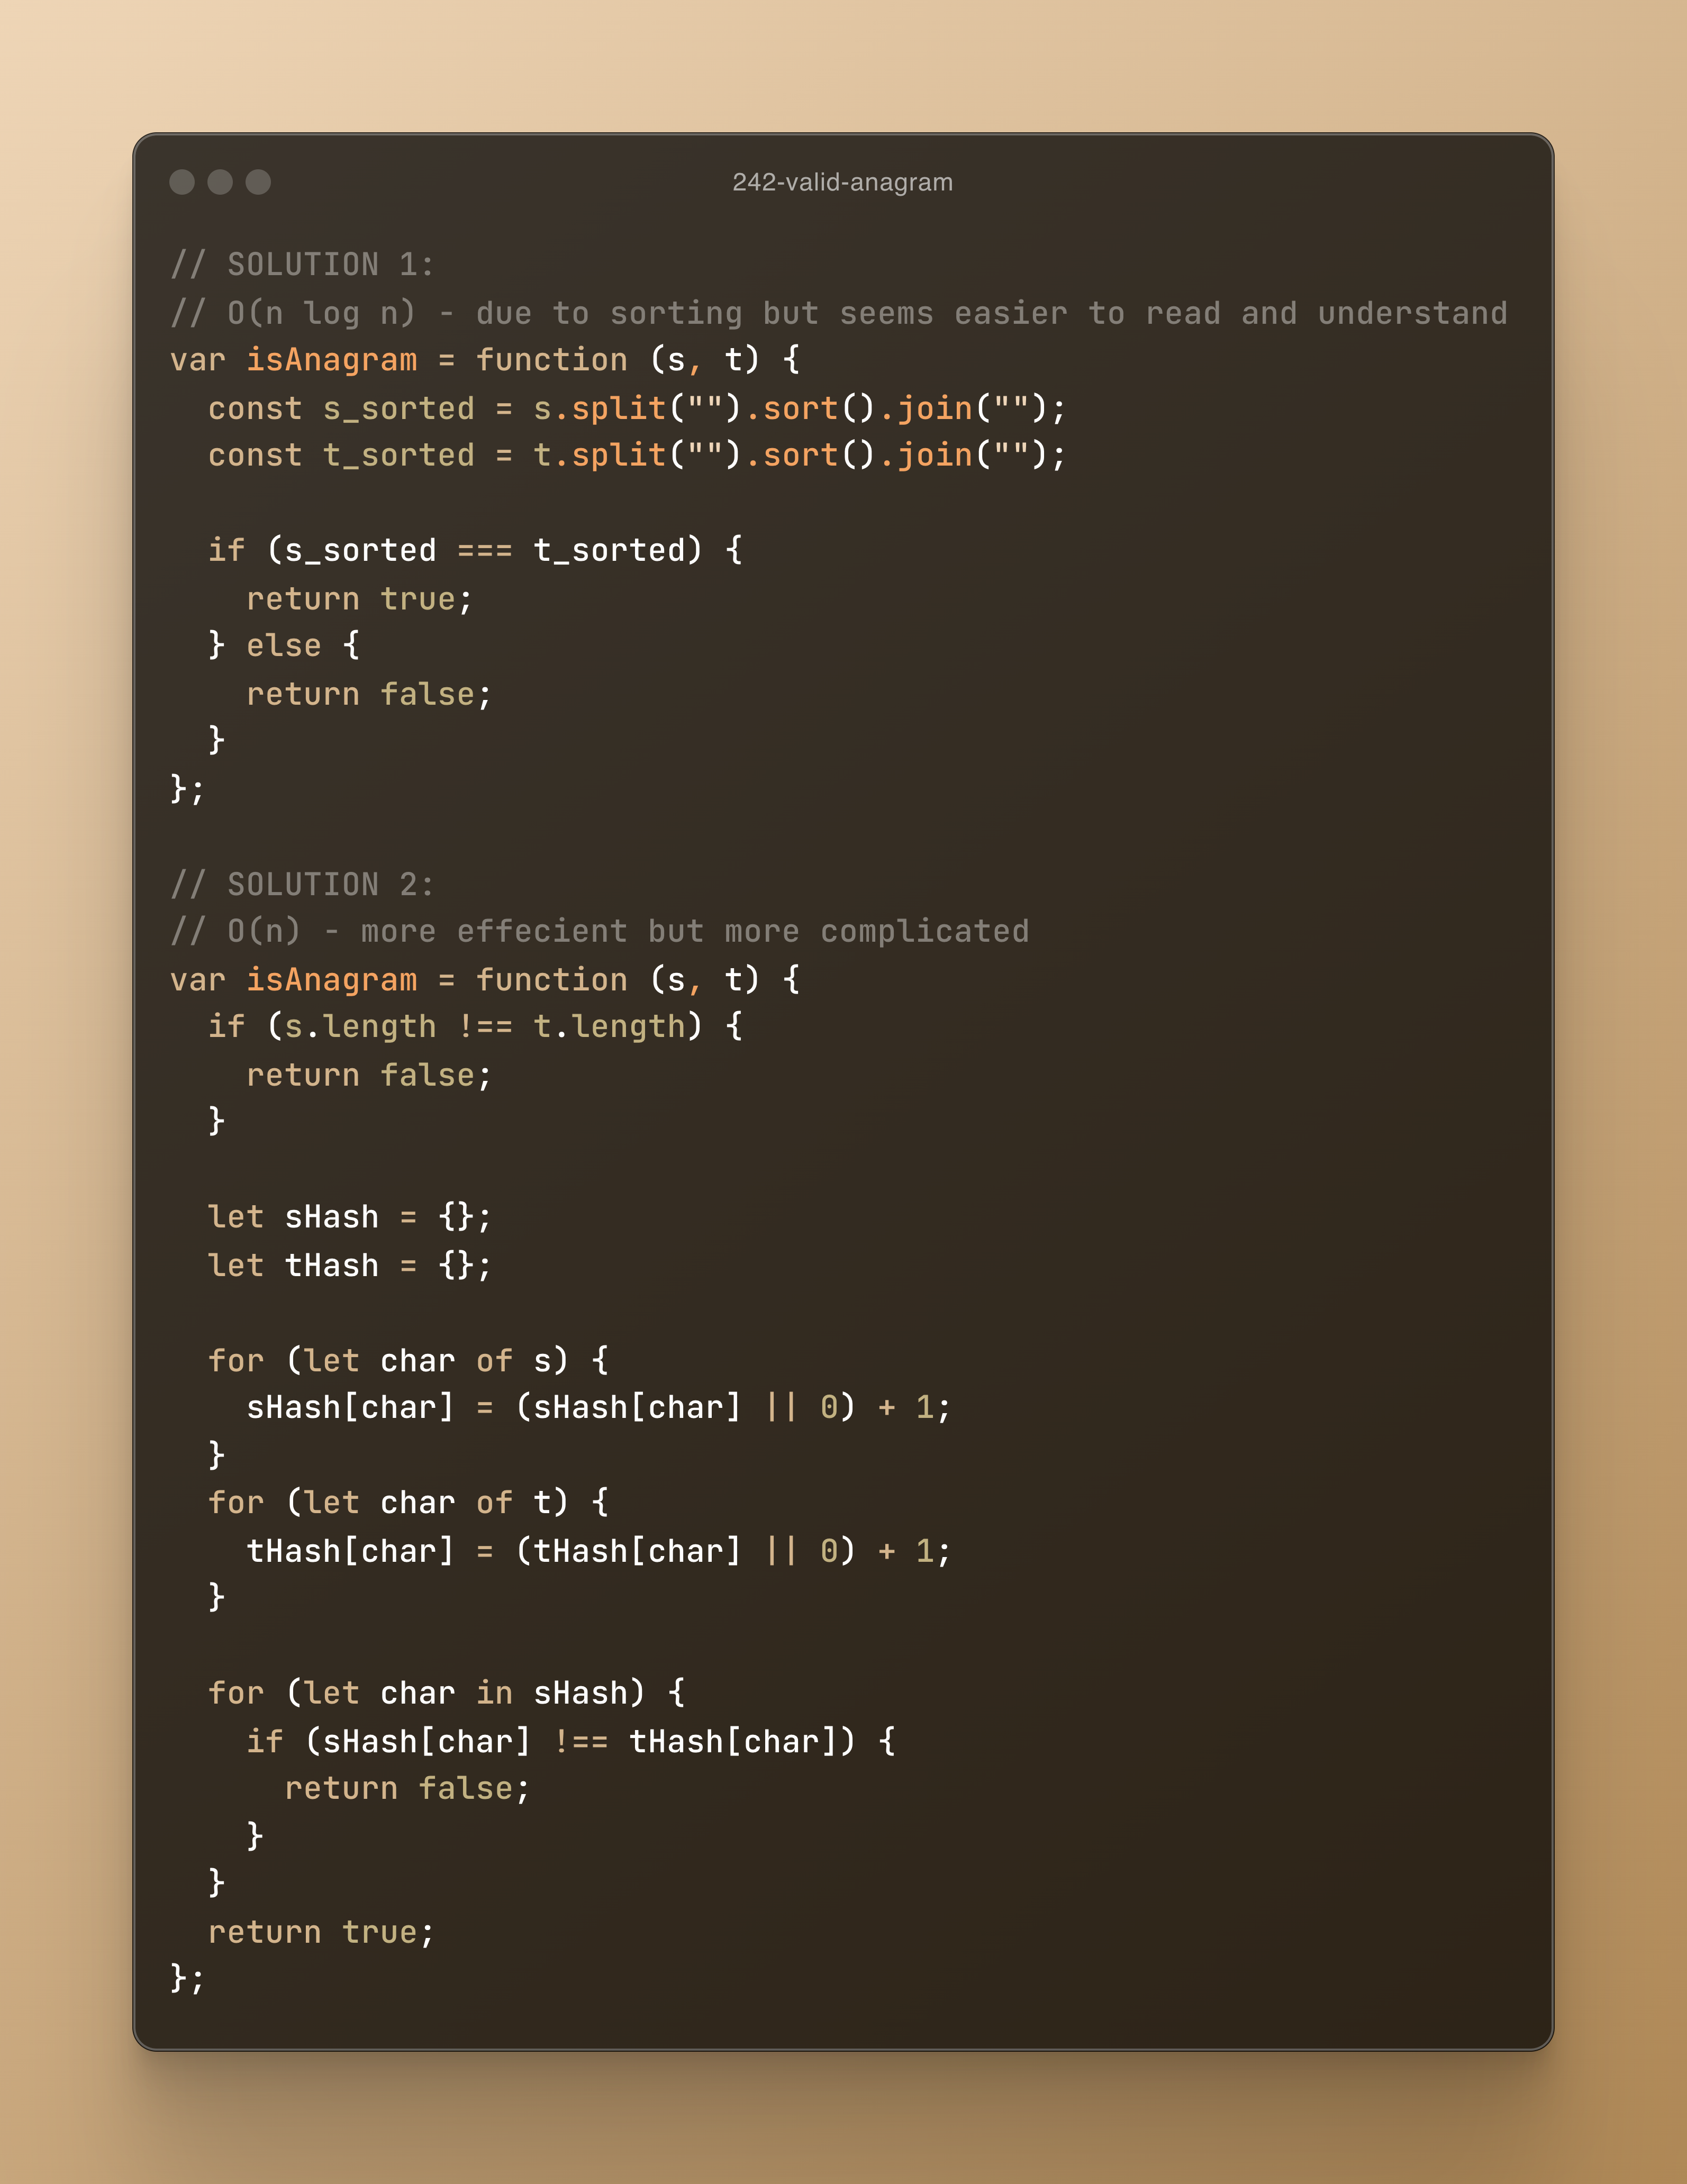 242-valid-anagram
// SOLUTION 1:
// O(n log n) - due to sorting but seems easier to read and understand
var isAnagram = function (s, t) {
  const s_sorted = s.split("").sort().join("");
  const t_sorted = t.split("").sort().join("");

  if (s_sorted === t_sorted) {
    return true;
  } else {
    return false;
  }
};

// SOLUTION 2:
// O(n) - more effecient but more complicated
var isAnagram = function (s, t) {
  if (s.length !== t.length) {
    return false;
  }

  let sHash = {};
  let tHash = {};

  for (let char of s) {
    sHash[char] = (sHash[char] || 0) + 1;
  }
  for (let char of t) {
    tHash[char] = (tHash[char] || 0) + 1;
  }

  for (let char in sHash) {
    if (sHash[char] !== tHash[char]) {
      return false;
    }
  }
  return true;
};